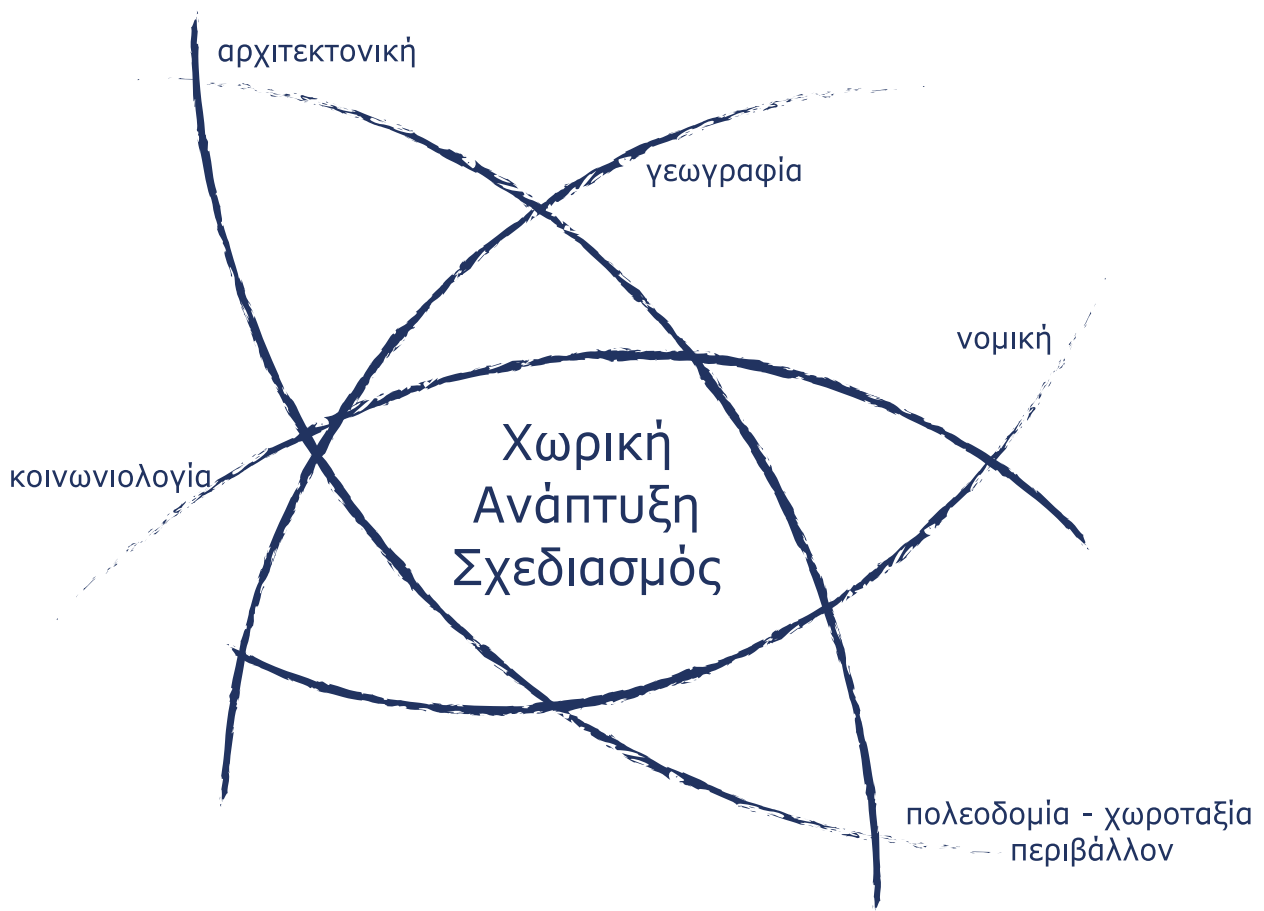 αρχιτεκτονική
γεωγραφία
νομική
Χωρική
Ανάπτυξη
Σχεδιασμός
κοινωνιολογία
πολεοδομία - χωροταξία
περιβάλλον